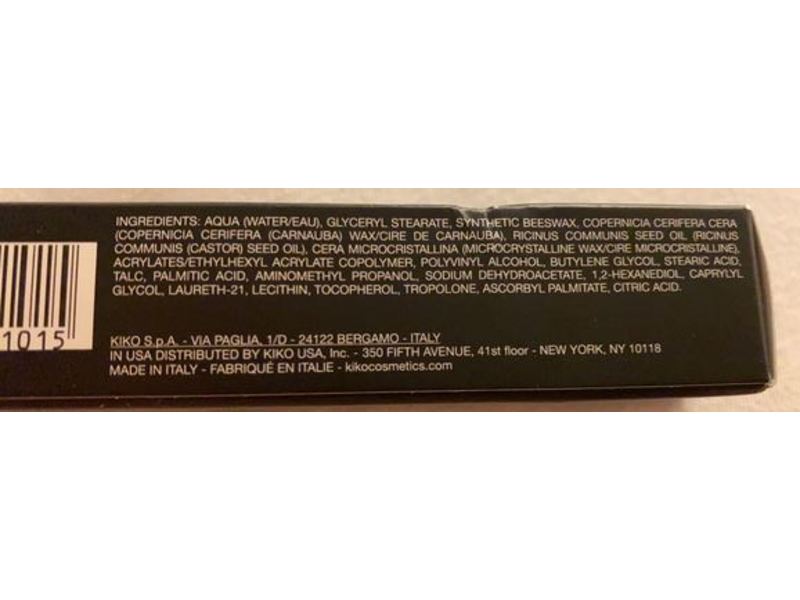 INGREDIENTS: AQUA (WATER/EAU), GLYCERYL STEARATE, SYNTHETIC BEESWAX, COPERNICIA CERIFERA CERA
(COPERNICIA CERIFERA (CARNAUBA) WAX/CIRE DE CARNAUBA), RICINUS COMMUNIS SEED OIL (RICINUS
COMMUNIS (CASTOR) SEED OIL), CERA MICROCRISTALLINA (MICROCRYSTALLINE WAX/CIRE MICROCRISTALLINE),
ACRYLATES/ETHYLHEXYL ACRYLATE COPOLYMER, POLYVINYL ALCOHOL, BUTYLENE GLYCOL, STEARIC ACID,
TALC, PALMITIC ACID, AMINOMETHYL PROPANOL, SODIUM DEHYDROACETATE, 1,2-HEXANEDIOL, CAPRYLYL
GLYCOL, LAURETH-21, LECITHIN, TOCOPHEROL, TROPOLONE, ASCORBYL PALMITATE, CITRIC ACID.
1015
KIKO S.p.A. - VIA PAGLIA, 1/D - 24122 BERGAMO - ITALY
IN USA DISTRIBUTED BY KIKO USA, Inc. - 350 FIFTH AVENUE, 41st floor - NEW YORK, NY 10118
MADE IN ITALY - FABRIQUÉ EN ITALIE - kikocosmetics.com